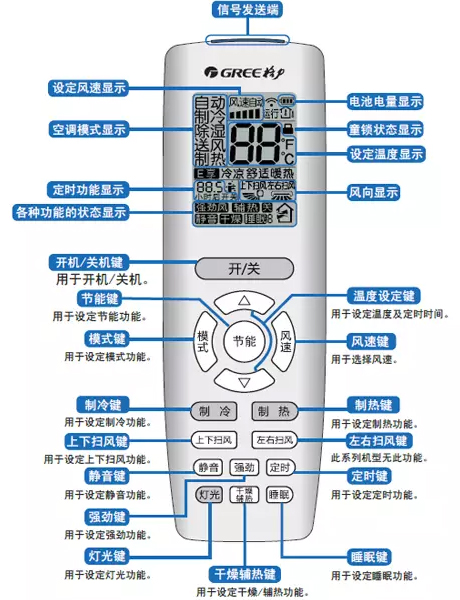 信号发送端
GREE格力
设定风速显示
空调模式显示
定时功能显示
各种功能的状态显示
电池电量显示
童锁状态显示
设定温度显示
风向显示
自动
制冷
除湿
送风
制热
风速自动
运行
88
°F
°C
E享 冷凉舒适暖热
88.5
小时后开关
上下扫风左右扫风
强劲风 辅热 关
静音 干燥 睡眠
开机/关机键
用于开机/关机。
开/关
节能键
用于设定节能功能。
模式键
用于设定模式功能。
温度设定键
用于设定温度及定时时间。
风速键
用于选择风速。
模式
节能
风速
制冷键
用于设定制冷功能。
制冷
制热
制热键
用于设定制热功能。
上下扫风键
用于设定上下扫风功能。
上下扫风
左右扫风
左右扫风键
此系列机型无此功能。
静音键
用于设定静音功能。
静音
强劲
定时
定时键
用于设定定时功能。
强劲键
用于设定强劲功能。
灯光
干燥
辅热
睡眠
灯光键
用于设定灯光功能。
干燥辅热键
用于设定干燥/辅热功能。
睡眠键
用于设定睡眠功能。